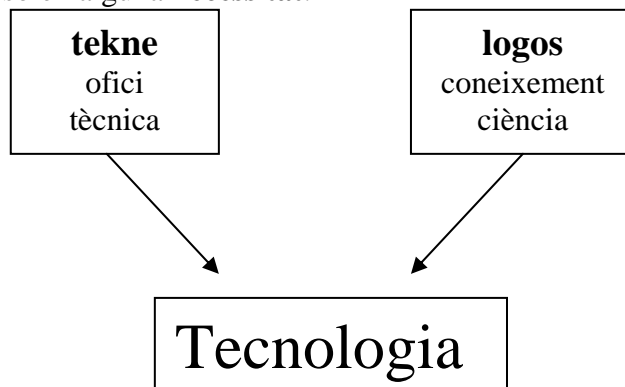 tekne
ofici
tècnica
logos
coneixement
ciència
Tecnologia